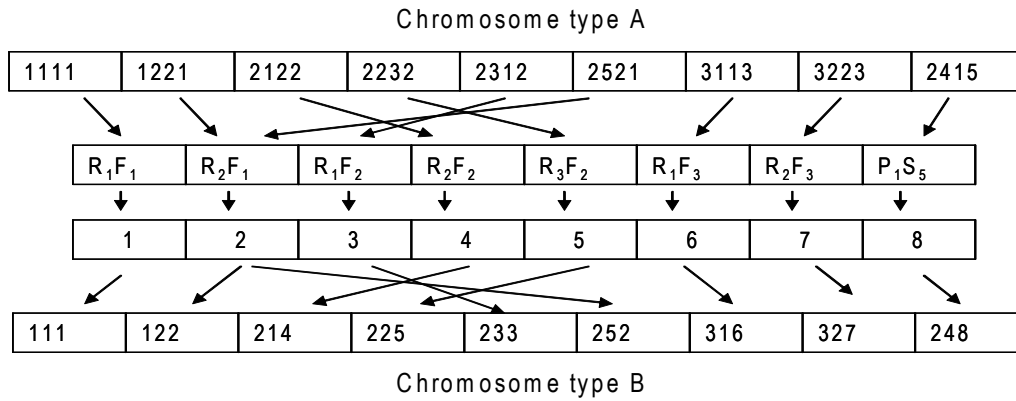 Chromosome type A
1111 1221 2122 2232 2312 2521 3113 3223 2415
R₁F₁ R₂F₁ R₁F₂ R₂F₂ R₃F₂ R₁F₃ R₂F₃ P₁S₅
1 2 3 4 5 6 7 8
111 122 214 225 233 252 316 327 248
Chromosome type B